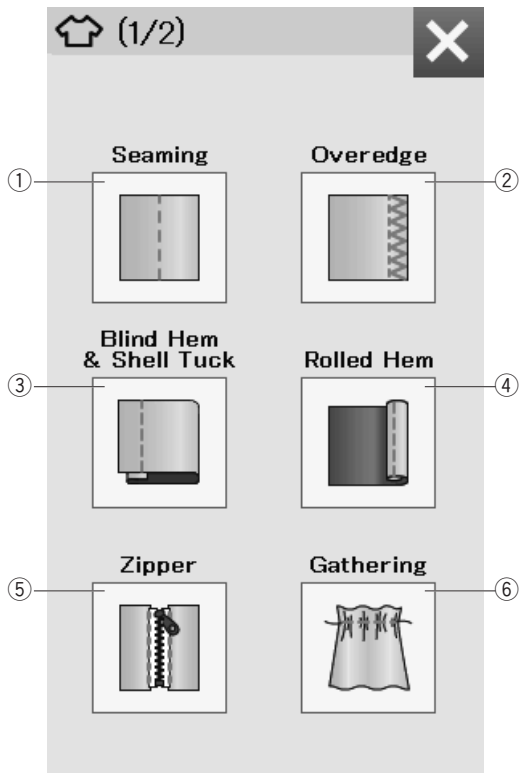 (1/2)
Seaming
Overedge
① ②
Blind Hem
& Shell Tuck
Rolled Hem
③ ④
Zipper
Gathering
⑤ ⑥